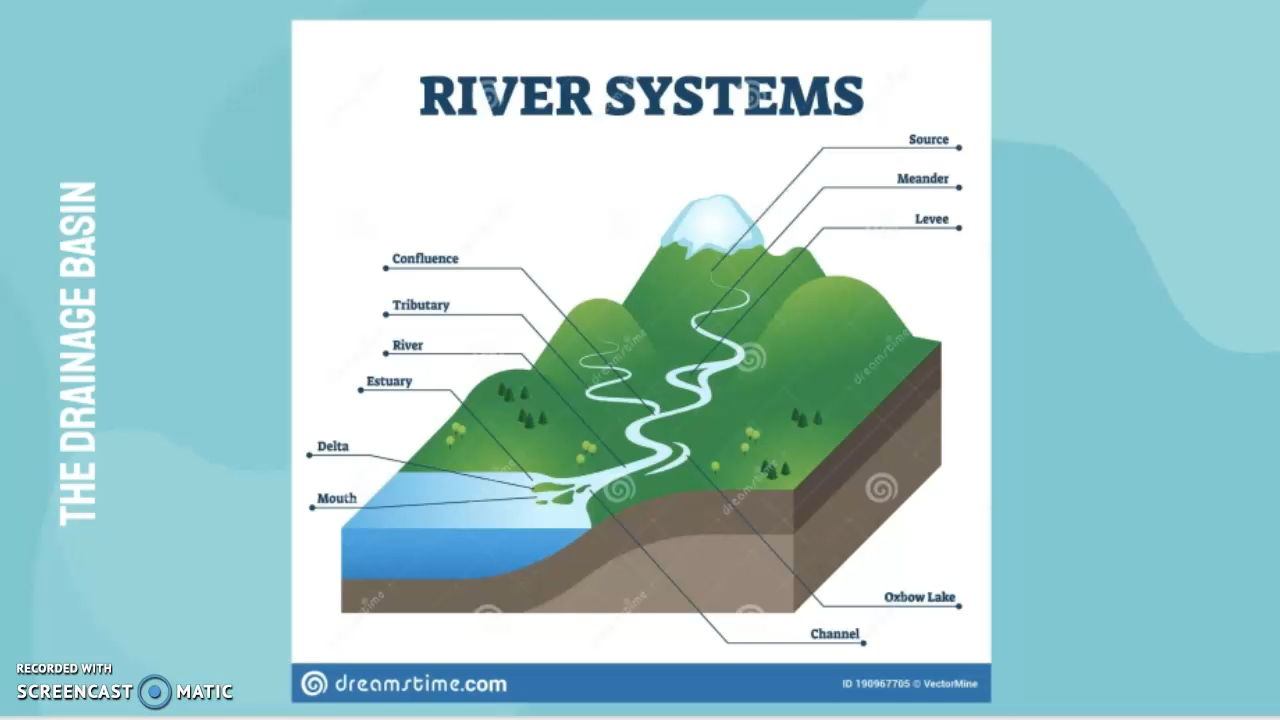 THE DRAINAGE BASIN
RIVER SYSTEMS
Source
Meander
Levee
Confluence
Tributary
River
Estuary
Delta
Mouth
Oxbow Lake
Channel
dreamstime.com
ID 190967705 © VectorMine
RECORDED WITH
SCREENCAST MATIC